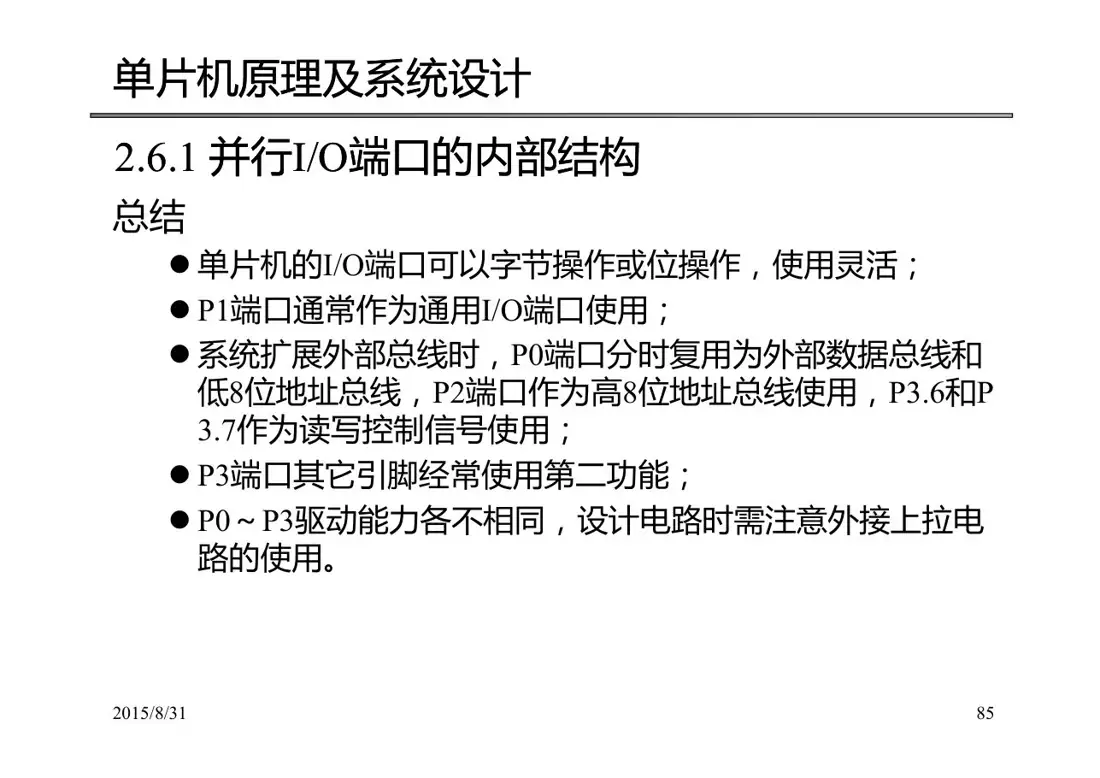 单片机原理及系统设计
2.6.1 并行I/O端口的内部结构
总结
● 单片机的I/O端口可以字节操作或位操作，使用灵活；
● P1端口通常作为通用I/O端口使用；
● 系统扩展外部总线时，P0端口分时复用为外部数据总线和
低8位地址总线，P2端口作为高8位地址总线使用，P3.6和P
3.7作为读写控制信号使用；
● P3端口其它引脚经常使用第二功能；
● P0～P3驱动能力各不相同，设计电路时需注意外接上拉电
路的使用。
2015/8/31
85